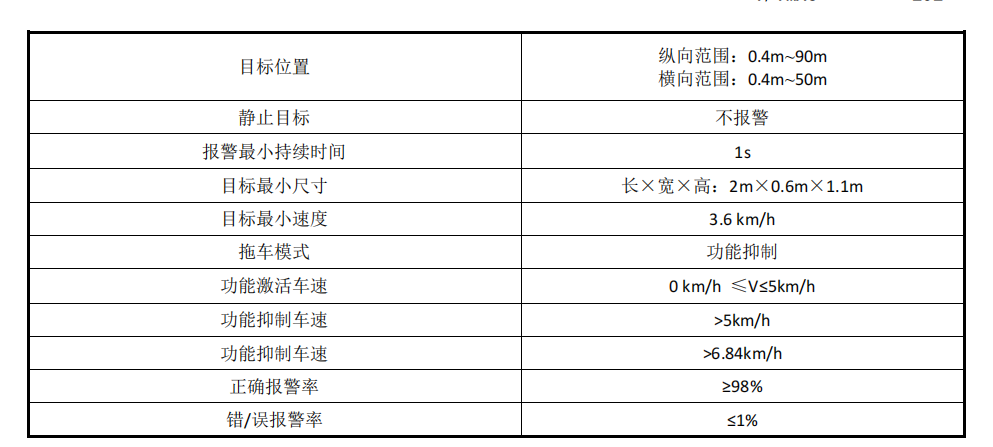 目标位置
纵向范围：0.4m~90m
横向范围：0.4m~50m
静止目标 不报警
报警最小持续时间 1s
目标最小尺寸 长×宽×高：2m×0.6m×1.1m
目标最小速度 3.6 km/h
拖车模式 功能抑制
功能激活车速 0 km/h ≤V≤5km/h
功能抑制车速 >5km/h
功能抑制车速 >6.84km/h
正确报警率 ≥98%
错/误报警率 ≤1%